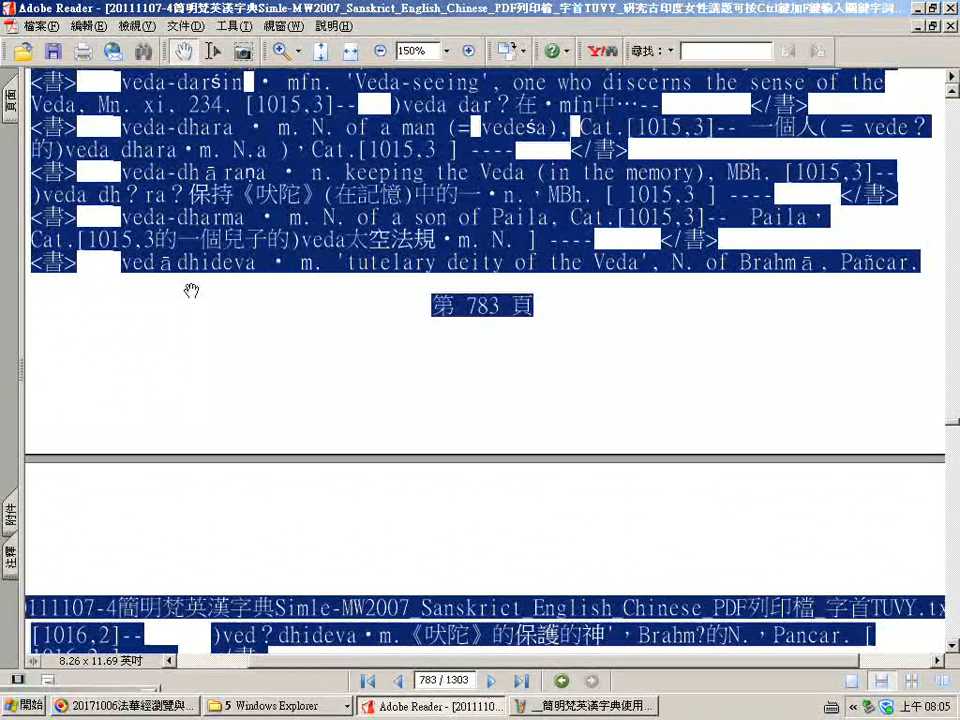 Adobe Reader - [20111107-4簡明梵英漢字典Simle-MW2007_Sanskrict_English_Chinese_PDF列印檔_字首TUVY_研究古印度女性議題可按Ctrl鍵加F鍵輸入關鍵字詞...
檔案(F) 編輯(E) 檢視(V) 文件(D) 工具(T) 視窗(W) 說明(H)
150% 尋找:
頁面
<書> veda-darśin · mfn. 'Veda-seeing', one who discerns the sense of the
Veda, Mn. xi, 234. [1015,3]-- )veda dar?在·mfn中…-- </書>
<書> veda-dhara · m. N. of a man (= vedeśa), Cat.[1015,3]-- 一個人( = vede?
的)veda dhara·m. N.a ),Cat.[1015,3 ] ---- </書>
<書> veda-dhāraṇa · n. keeping the Veda (in the memory), MBh. [1015,3]--
)veda dh?ra?保持《吠陀》(在記憶)中的一·n.,MBh. [ 1015,3 ] ---- </書>
<書> veda-dharma · m. N. of a son of Paila, Cat.[1015,3]-- Paila,
Cat.[1015,3的一個兒子的)veda太空法規·m. N. ] ---- </書>
<書> vedādhideva · m. 'tutelary deity of the Veda', N. of Brahmā, Pañcar.
第 783 頁
附件
注釋
111107-4簡明梵英漢字典Simle-MW2007_Sanskrict_English_Chinese_PDF列印檔_字首TUVY.tx
[1016,2]-- )ved?dhideva·m.《吠陀》的保護的神',Brahm?的N.,Pancar. [
8.26 x 11.69 英吋
783 / 1303
開始 20171006法華經瀏覽與... 5 Windows Explorer Adobe Reader - [2011110... __簡明梵英字典使用... 上午 08:05